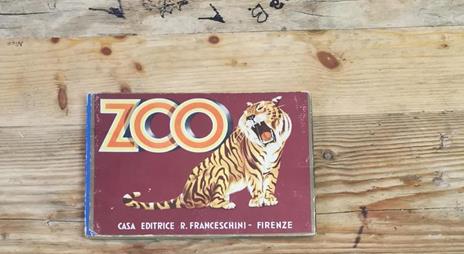 ZOO
CASA EDITRICE R. FRANCESCHINI - FIRENZE